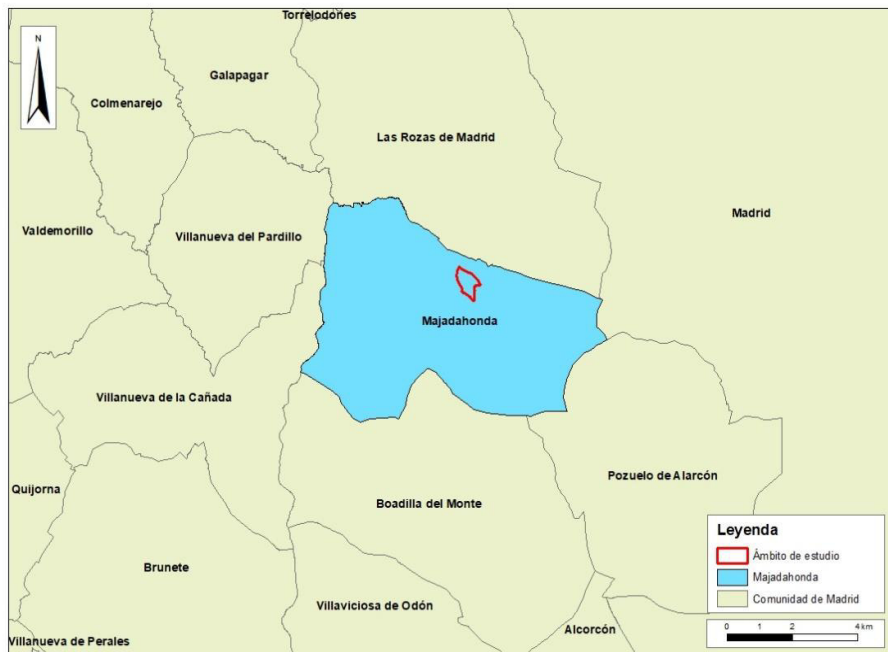 Torrelodones
N
Galapagar
Colmenarejo
Las Rozas de Madrid
Madrid
Valdemorillo
Villanueva del Pardillo
Majadahonda
Villanueva de la Cañada
Pozuelo de Alarcón
Quijorna
Boadilla del Monte
Brunete
Villaviciosa de Odón
Alcorcón
Villanueva de Perales
Leyenda
Ámbito de estudio
Majadahonda
Comunidad de Madrid
0 1 2 4 km